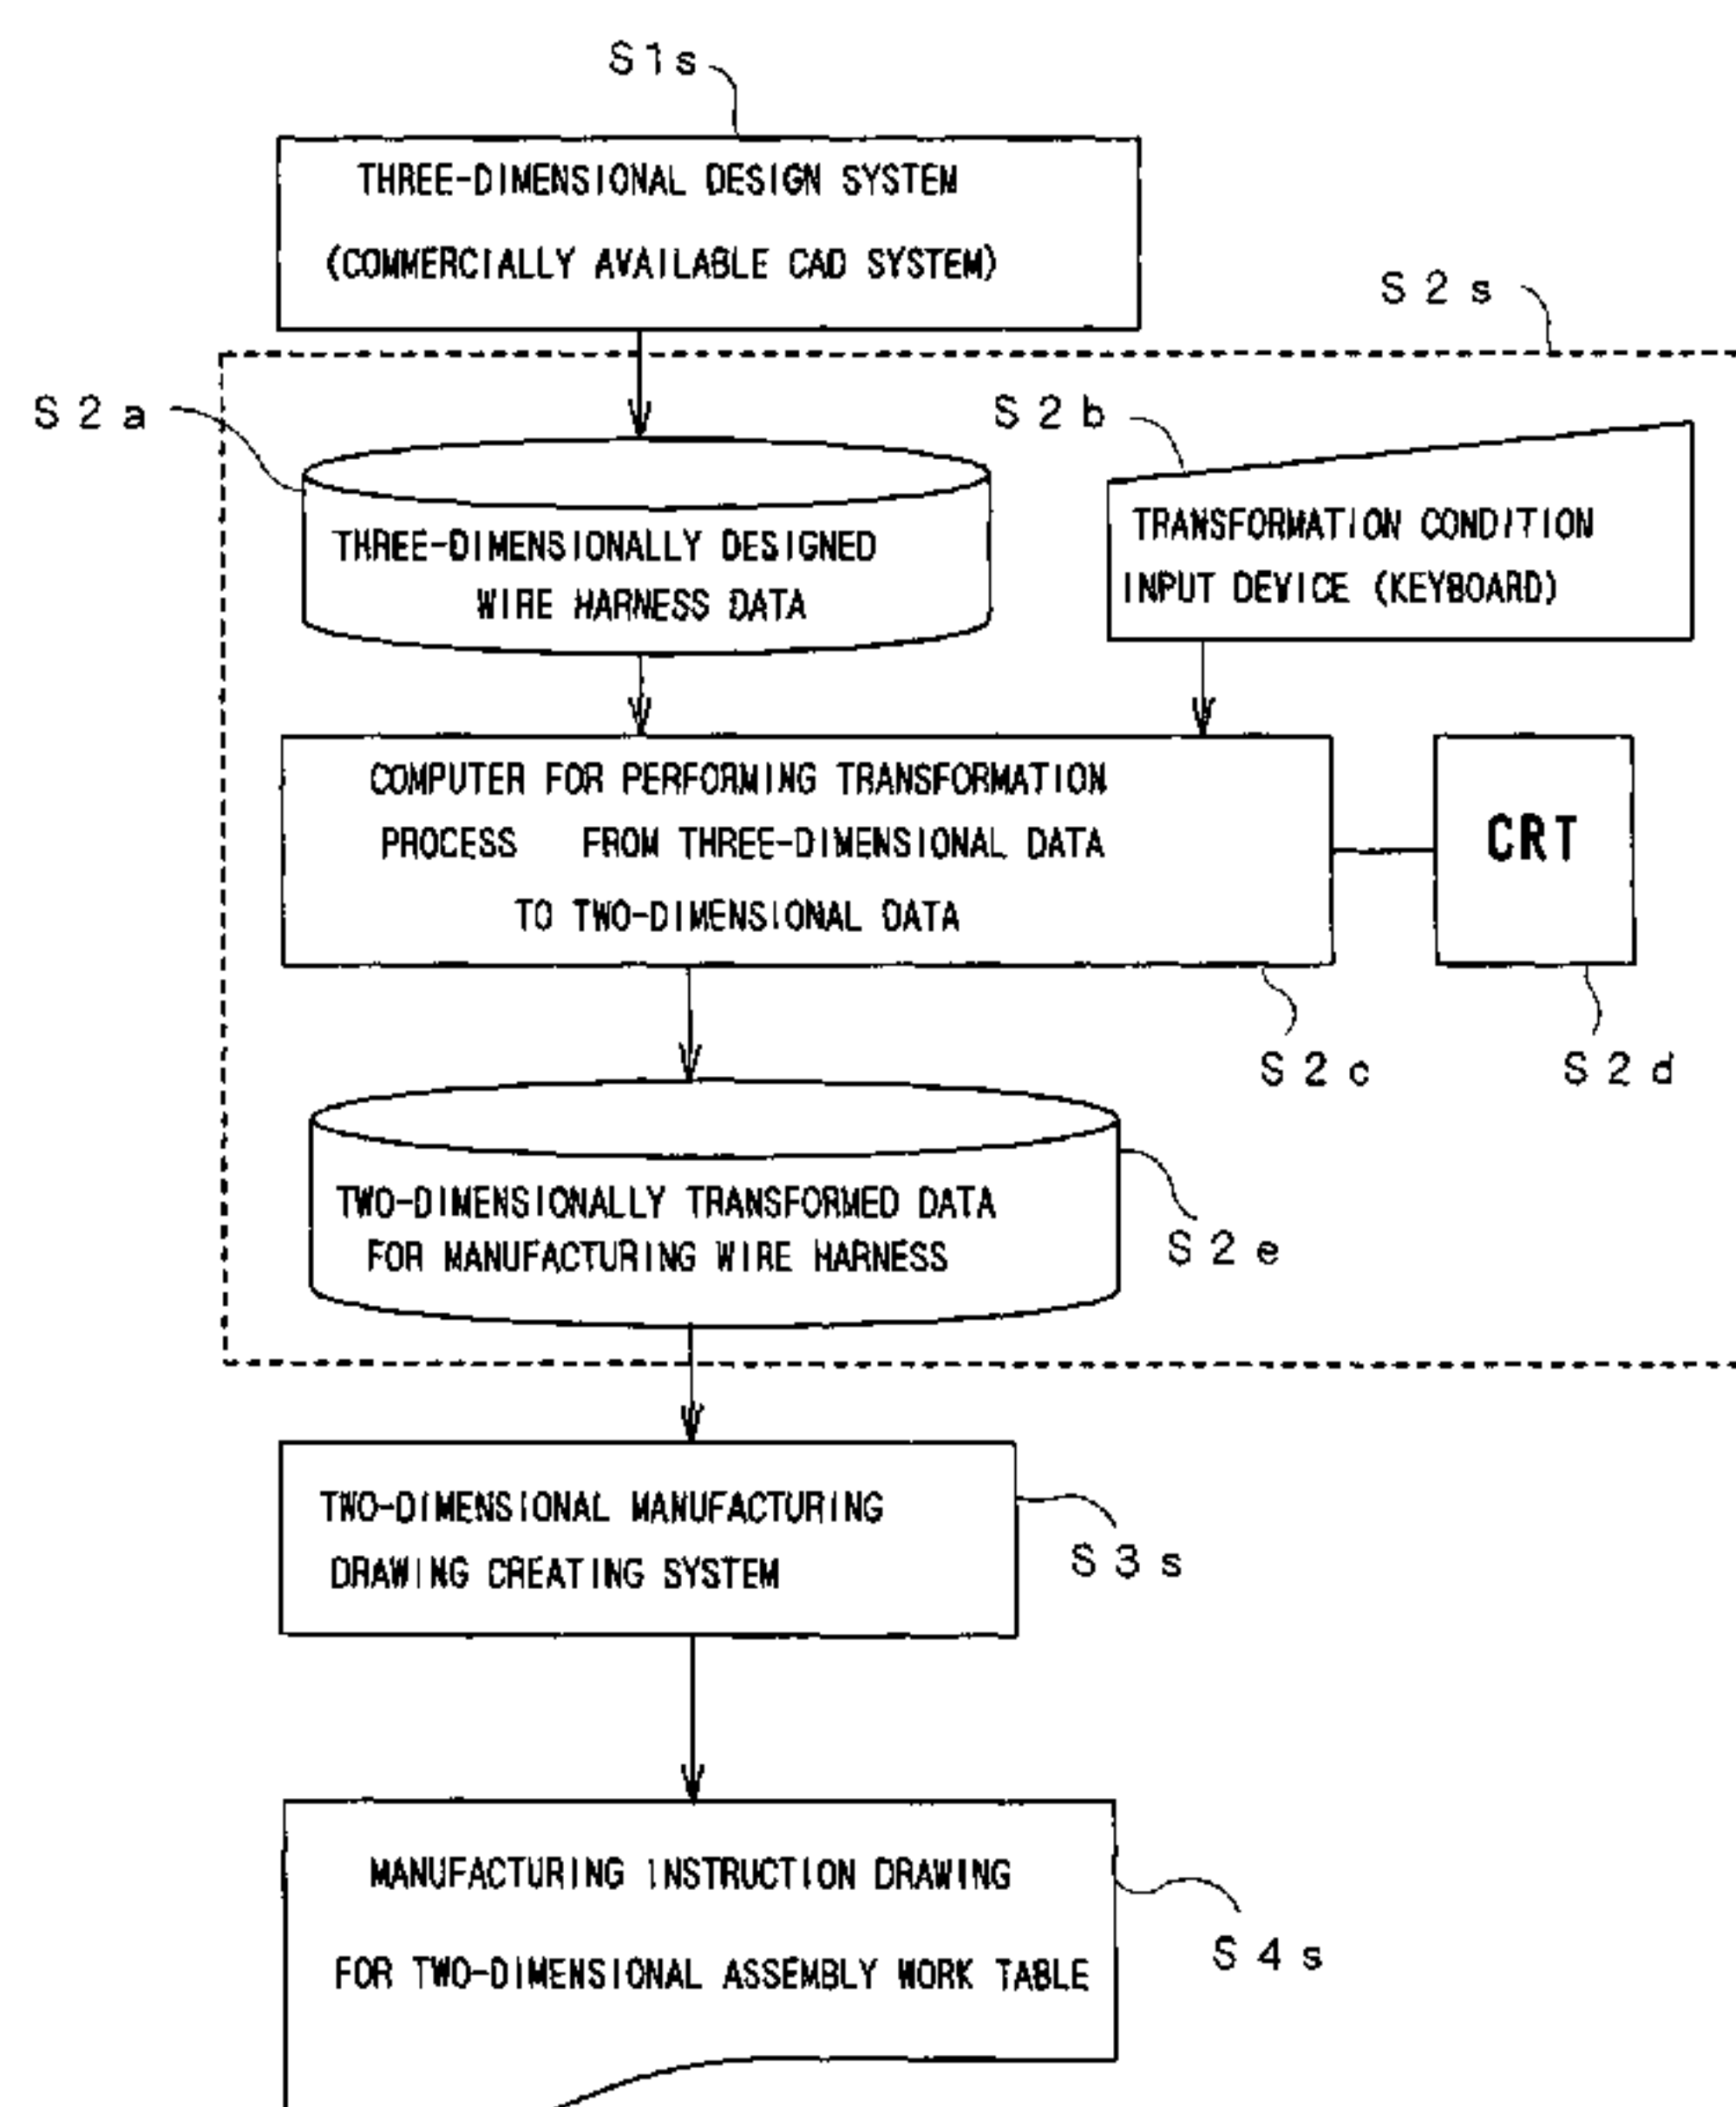 S1s
THREE-DIMENSIONAL DESIGN SYSTEM
(COMMERCIALLY AVAILABLE CAD SYSTEM)
S2s
S2a
S2b
THREE-DIMENSIONALLY DESIGNED
WIRE HARNESS DATA
TRANSFORMATION CONDITION
INPUT DEVICE (KEYBOARD)
COMPUTER FOR PERFORMING TRANSFORMATION
PROCESS FROM THREE-DIMENSIONAL DATA
TO TWO-DIMENSIONAL DATA
CRT
S2c
S2d
TWO-DIMENSIONALLY TRANSFORMED DATA
FOR MANUFACTURING WIRE HARNESS
S2e
TWO-DIMENSIONAL MANUFACTURING
DRAWING CREATING SYSTEM
S3s
MANUFACTURING INSTRUCTION DRAWING
FOR TWO-DIMENSIONAL ASSEMBLY WORK TABLE
S4s